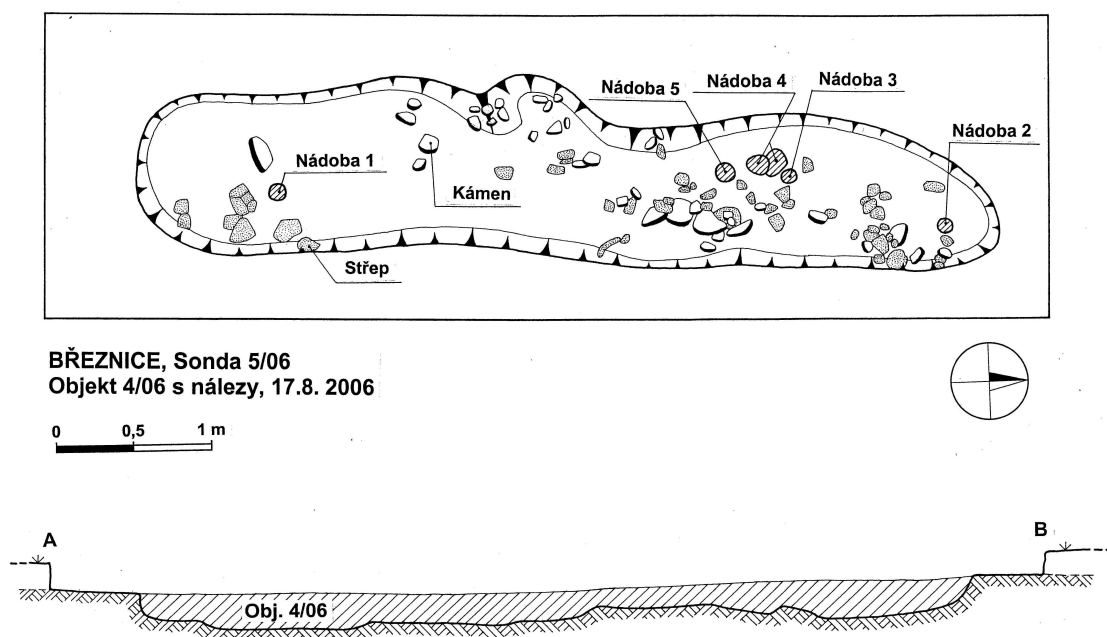 Nádoba 5
Nádoba 4
Nádoba 3
Nádoba 2
Nádoba 1
Kámen
Střep
BŘEZNICE, Sonda 5/06
Objekt 4/06 s nálezy, 17.8. 2006
0 0,5 1 m
A B
Obj. 4/06